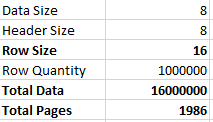 Data Size 8
Header Size 8
Row Size 16
Row Quantity 1000000
Total Data 16000000
Total Pages 1986